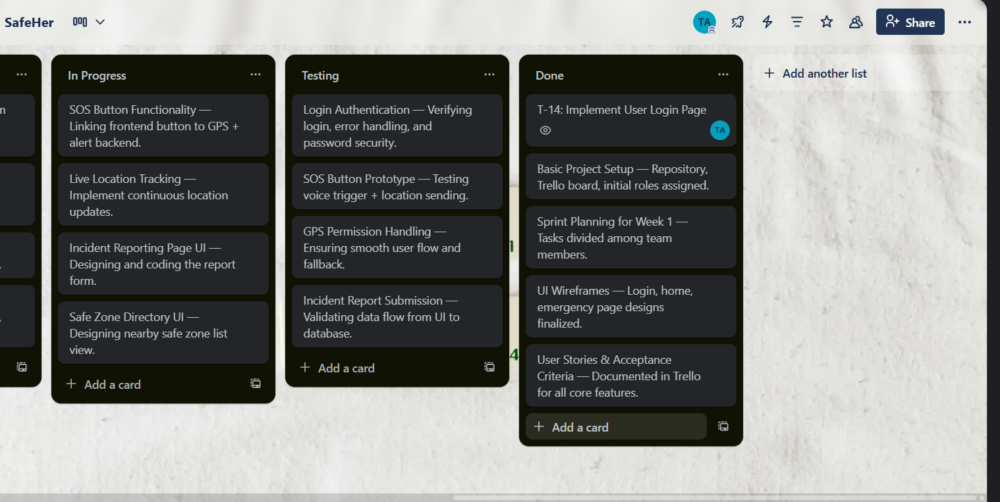 SafeHer
TA
Share
In Progress
SOS Button Functionality —
Linking frontend button to GPS +
alert backend.
Live Location Tracking —
Implement continuous location
updates.
Incident Reporting Page UI —
Designing and coding the report
form.
Safe Zone Directory UI —
Designing nearby safe zone list
view.
Add a card
Testing
Login Authentication — Verifying
login, error handling, and
password security.
SOS Button Prototype — Testing
voice trigger + location sending.
GPS Permission Handling —
Ensuring smooth user flow and
fallback.
Incident Report Submission —
Validating data flow from UI to
database.
Add a card
4
Done
T-14: Implement User Login Page
TA
Basic Project Setup — Repository,
Trello board, initial roles assigned.
Sprint Planning for Week 1 —
Tasks divided among team
members.
UI Wireframes — Login, home,
emergency page designs
finalized.
User Stories & Acceptance
Criteria — Documented in Trello
for all core features.
Add a card
Add another list